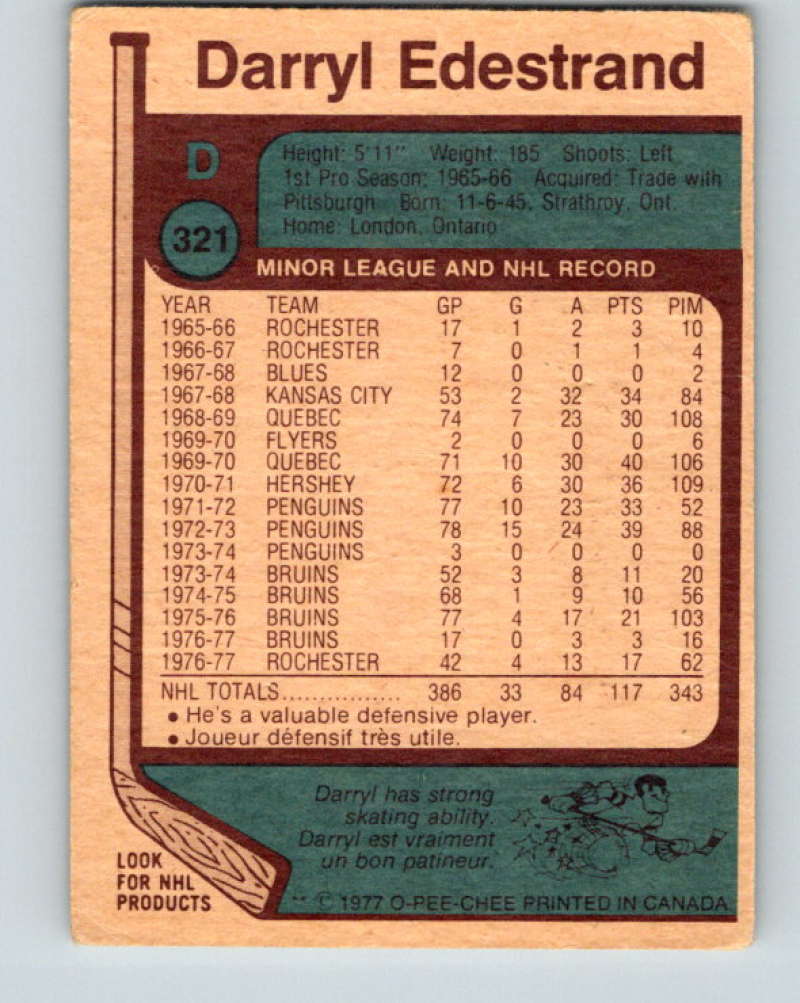 Darryl Edestrand
D
321
Height: 5'11" Weight: 185 Shoots: Left
1st Pro Season: 1965-66 Acquired: Trade with
Pittsburgh Born: 11-6-45, Strathroy, Ont.
Home: London, Ontario
MINOR LEAGUE AND NHL RECORD
YEAR TEAM GP G A PTS PIM
1965-66 ROCHESTER 17 1 2 3 10
1966-67 ROCHESTER 7 0 1 1 4
1967-68 BLUES 12 0 0 0 2
1967-68 KANSAS CITY 53 2 32 34 84
1968-69 QUEBEC 74 7 23 30 108
1969-70 FLYERS 2 0 0 0 6
1969-70 QUEBEC 71 10 30 40 106
1970-71 HERSHEY 72 6 30 36 109
1971-72 PENGUINS 77 10 23 33 52
1972-73 PENGUINS 78 15 24 39 88
1973-74 PENGUINS 3 0 0 0 0
1973-74 BRUINS 52 3 8 11 20
1974-75 BRUINS 68 1 9 10 56
1975-76 BRUINS 77 4 17 21 103
1976-77 BRUINS 17 0 3 3 16
1976-77 ROCHESTER 42 4 13 17 62
NHL TOTALS................ 386 33 84 117 343
• He's a valuable defensive player.
• Joueur défensif très utile.
Darryl has strong
skating ability.
Darryl est vraiment
un bon patineur.
LOOK
FOR NHL
PRODUCTS
** © 1977 O-PEE-CHEE PRINTED IN CANADA